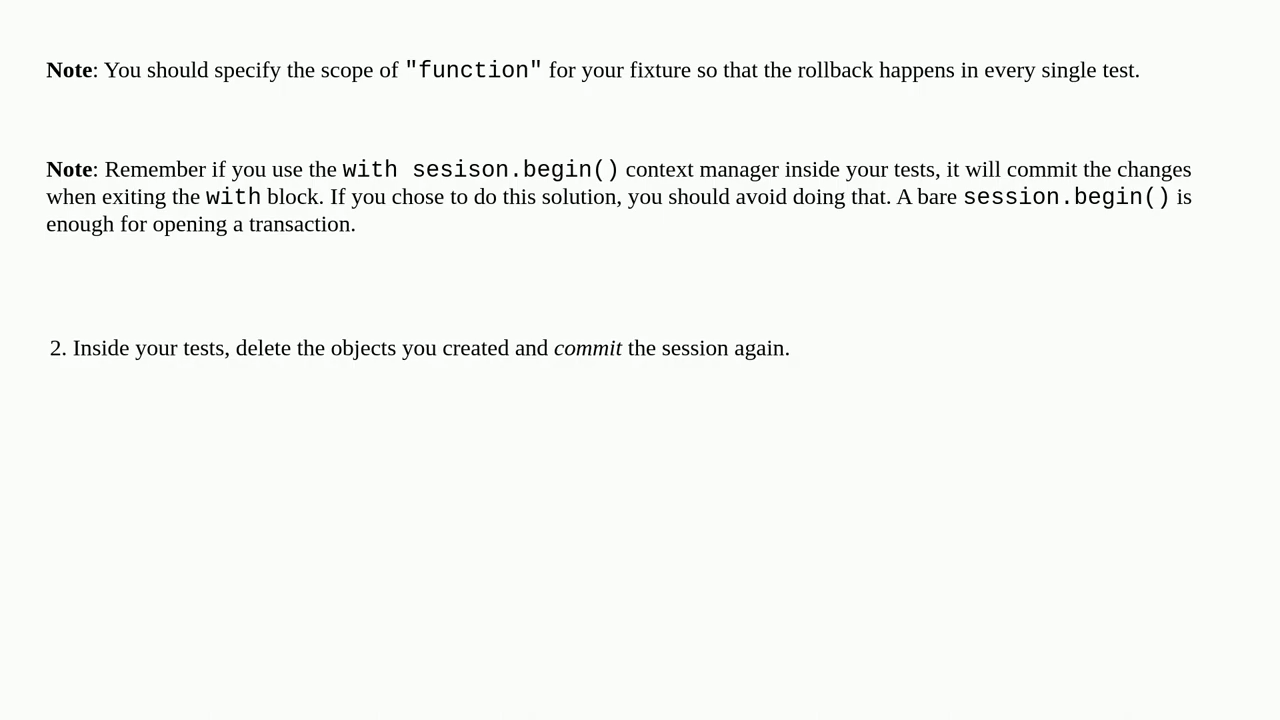 Note: You should specify the scope of "function" for your fixture so that the rollback happens in every single test.
Note: Remember if you use the with sesison.begin() context manager inside your tests, it will commit the changes
when exiting the with block. If you chose to do this solution, you should avoid doing that. A bare session.begin() is
enough for opening a transaction.
2. Inside your tests, delete the objects you created and commit the session again.